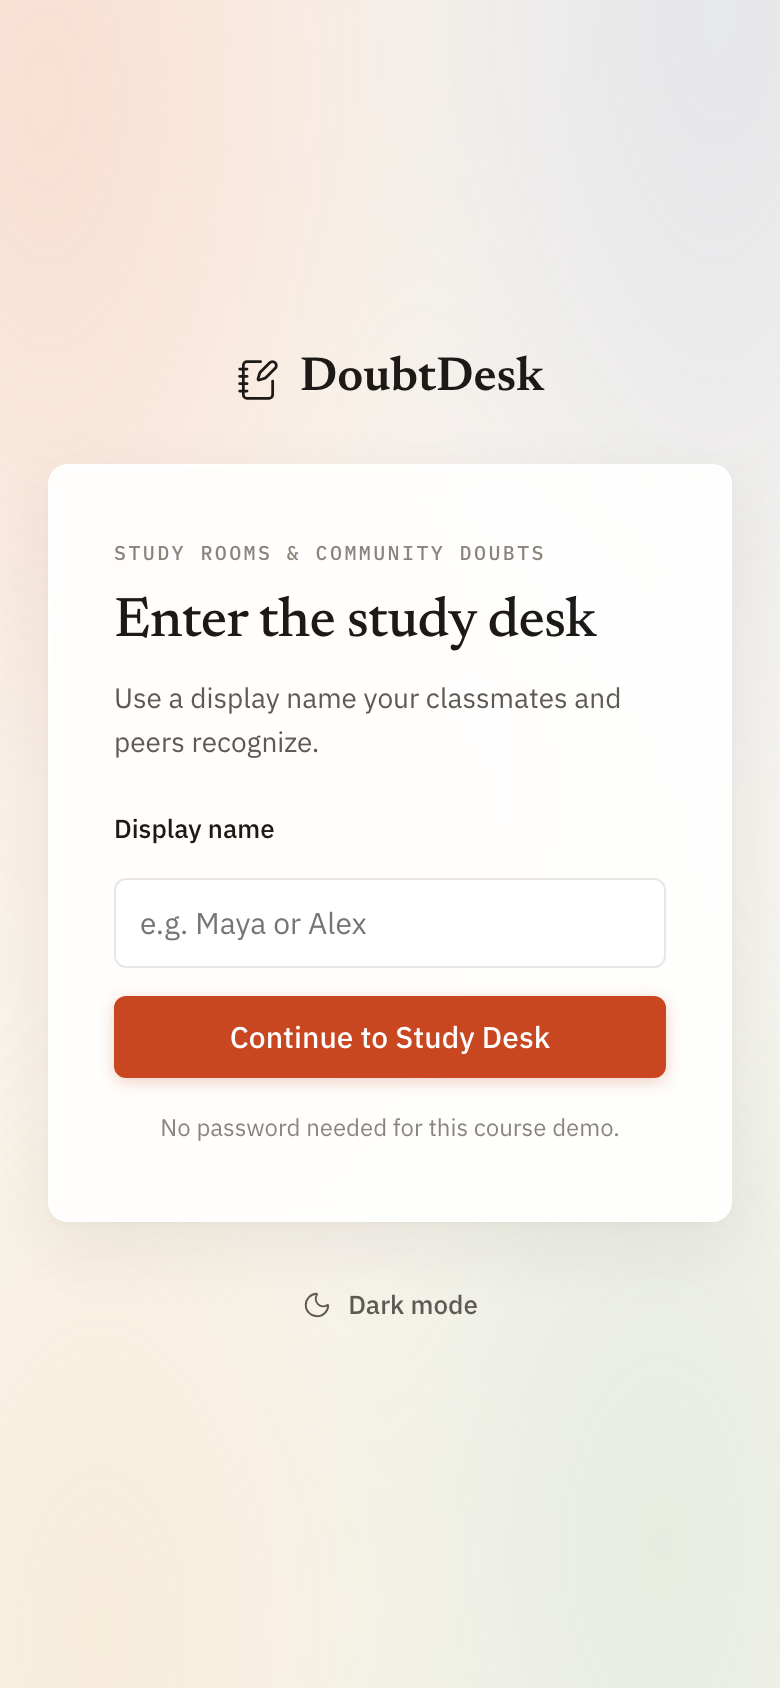 DoubtDesk
STUDY ROOMS & COMMUNITY DOUBTS
Enter the study desk
Use a display name your classmates and
peers recognize.
Display name
e.g. Maya or Alex
Continue to Study Desk
No password needed for this course demo.
Dark mode